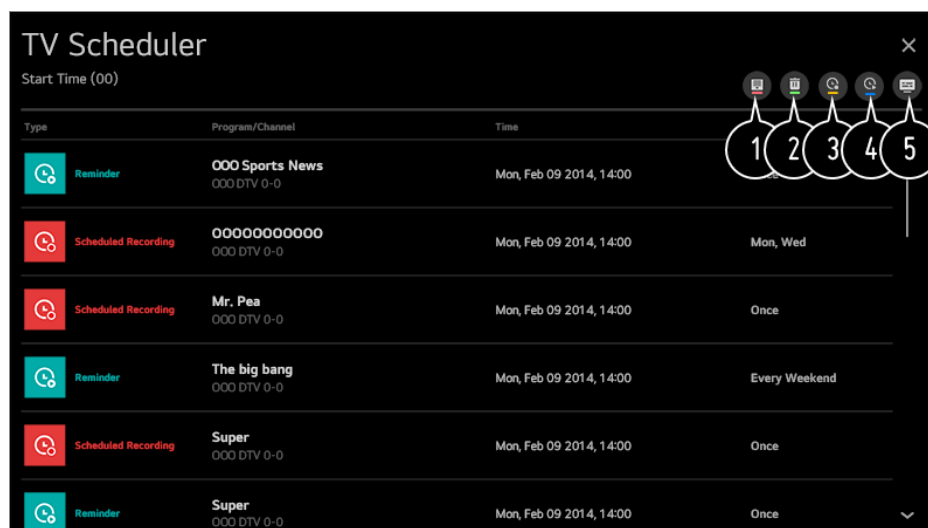 TV Scheduler
Start Time (00)
1 2 3 4 5
Type Program/Channel Time
Reminder OOO Sports News Mon, Feb 09 2014, 14:00
OOO DTV 0-0
Scheduled Recording OOOOOOOOOOO Mon, Feb 09 2014, 14:00 Mon, Wed
OOO DTV 0-0
Scheduled Recording Mr. Pea Mon, Feb 09 2014, 14:00 Once
OOO DTV 0-0
Reminder The big bang Mon, Feb 09 2014, 14:00 Every Weekend
OOO DTV 0-0
Scheduled Recording Super Mon, Feb 09 2014, 14:00 Once
OOO DTV 0-0
Reminder Super Mon, Feb 09 2014, 14:00 Once
OOO DTV 0-0